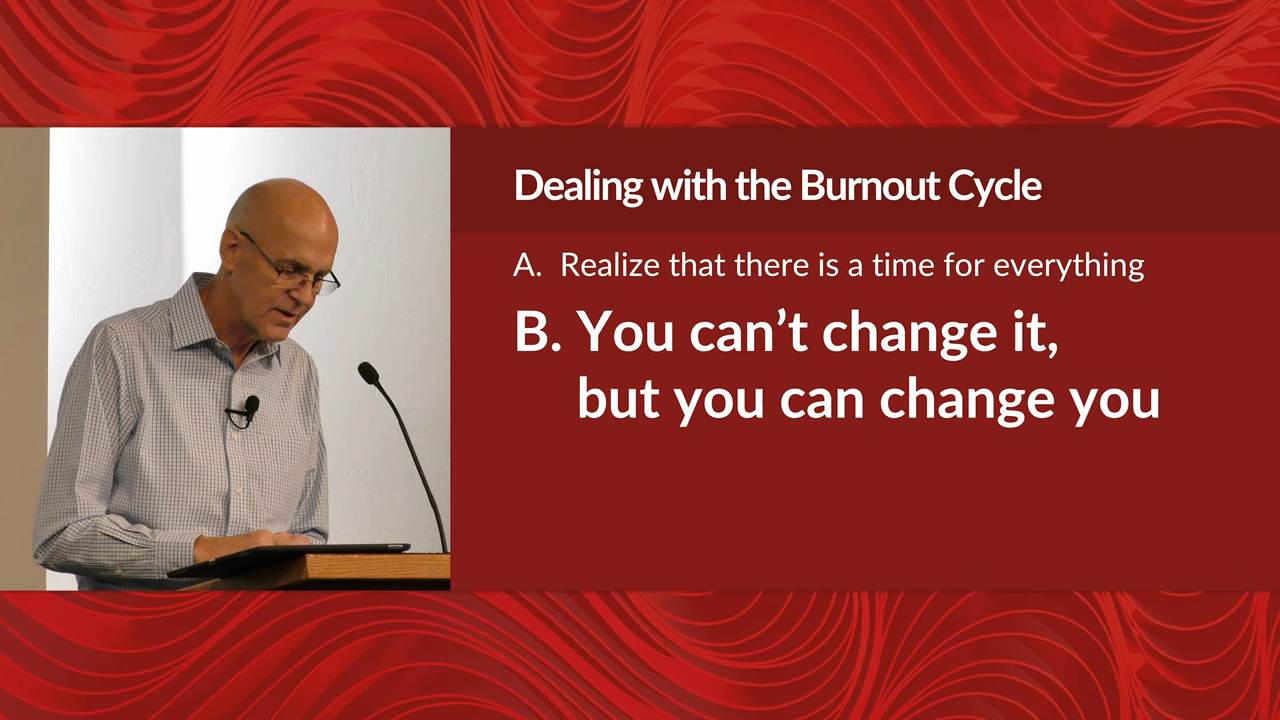 Dealing with the Burnout Cycle
A. Realize that there is a time for everything
B. You can’t change it,
but you can change you